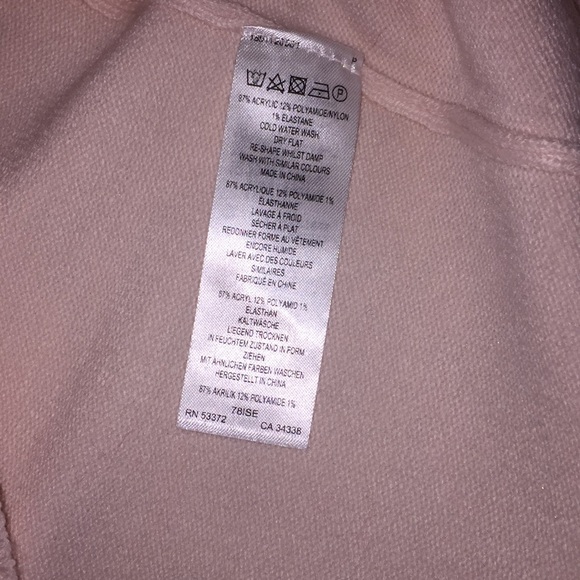 P
87% ACRYLIC 12% POLYAMIDE/NYLON
1% ELASTANE
COLD WATER WASH
DRY FLAT
RE-SHAPE WHILST DAMP
WASH WITH SIMILAR COLOURS
MADE IN CHINA
87% ACRYLIQUE 12% POLYAMIDE 1%
ÉLASTHANNE
LAVAGE À FROID
SÉCHER À PLAT
REDONNER FORME AU VÊTEMENT
ENCORE HUMIDE
LAVER AVEC DES COULEURS
SIMILAIRES
FABRIQUÉ EN CHINE
87% ACRYL 12% POLYAMID 1%
ELASTHAN
KALTWÄSCHE
LIEGEND TROCKNEN
IN FEUCHTEM ZUSTAND IN FORM
ZIEHEN
MIT ÄHNLICHEN FARBEN WASCHEN
HERGESTELLT IN CHINA
87% AKRILIK 12% POLYAMIDE 1%
RN 53372 78ISE CA 34338